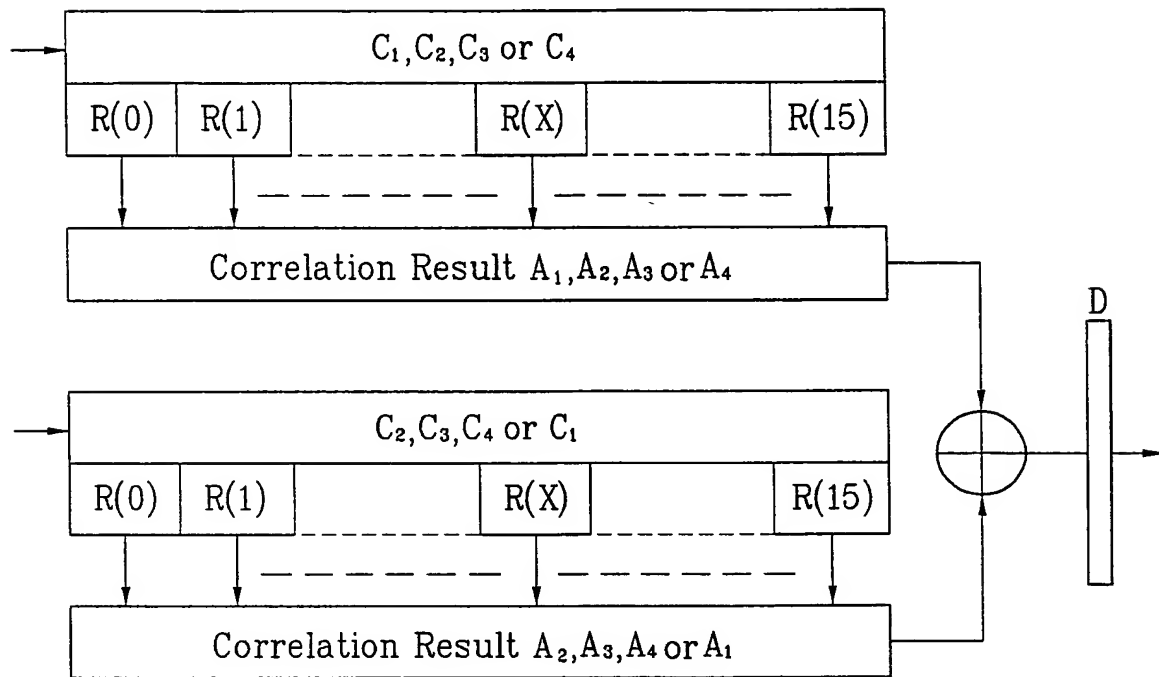 C₁,C₂,C₃ or C₄
R(0) R(1) R(X) R(15)
Correlation Result A₁,A₂,A₃ or A₄
D
C₂,C₃,C₄ or C₁
R(0) R(1) R(X) R(15)
Correlation Result A₂,A₃,A₄ or A₁